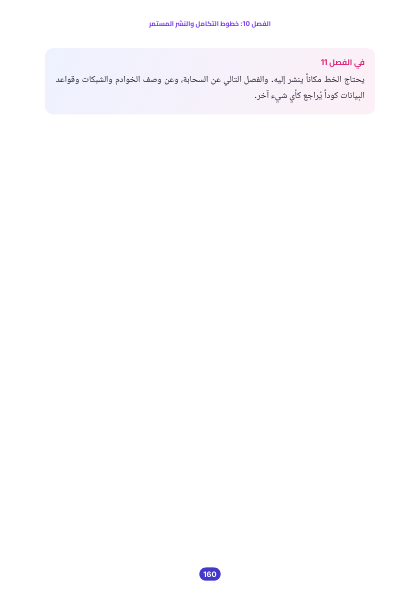 الفصل 10: خطوط التكامل والنشر المستمر
في الفصل 11
يحتاج الخط مكاناً ينشر إليه. والفصل التالي عن السحابة، وعن وصف الخوادم والشبكات وقواعد
البيانات كوداً يُراجع كأي شيء آخر.
160